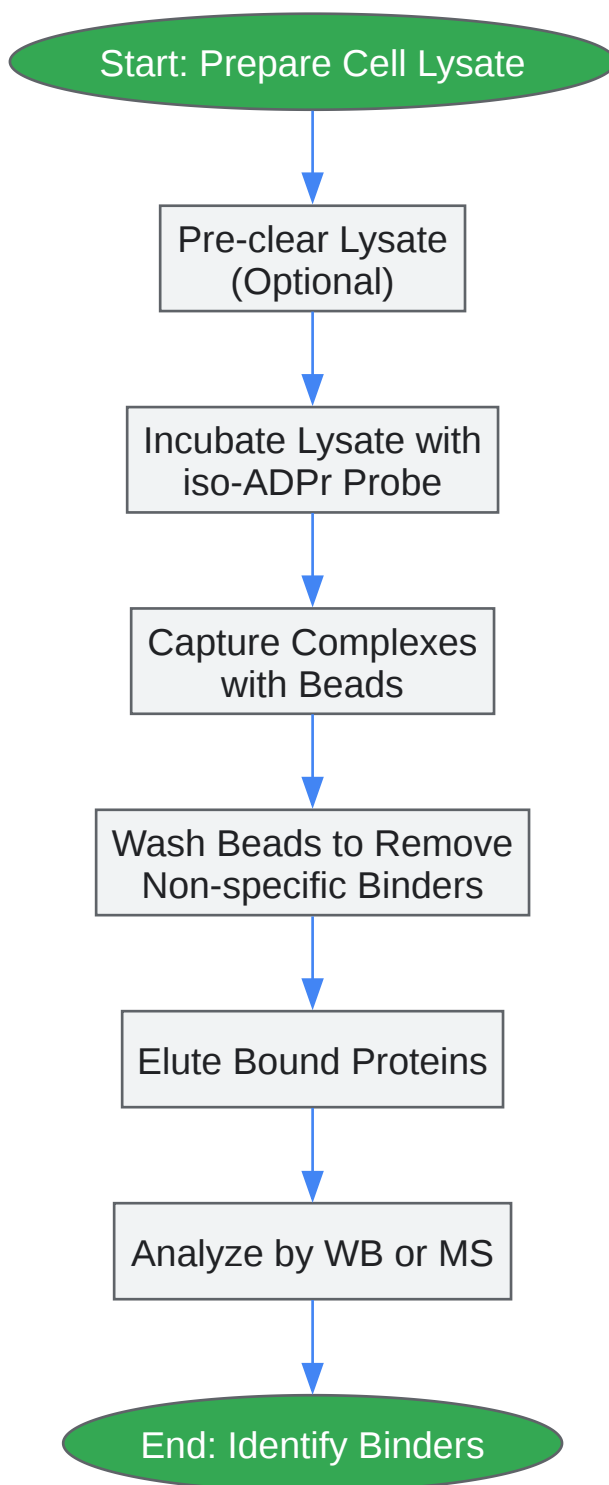 Start: Prepare Cell Lysate
Pre-clear Lysate
(Optional)
Incubate Lysate with
iso-ADPr Probe
Capture Complexes
with Beads
Wash Beads to Remove
Non-specific Binders
Elute Bound Proteins
Analyze by WB or MS
End: Identify Binders